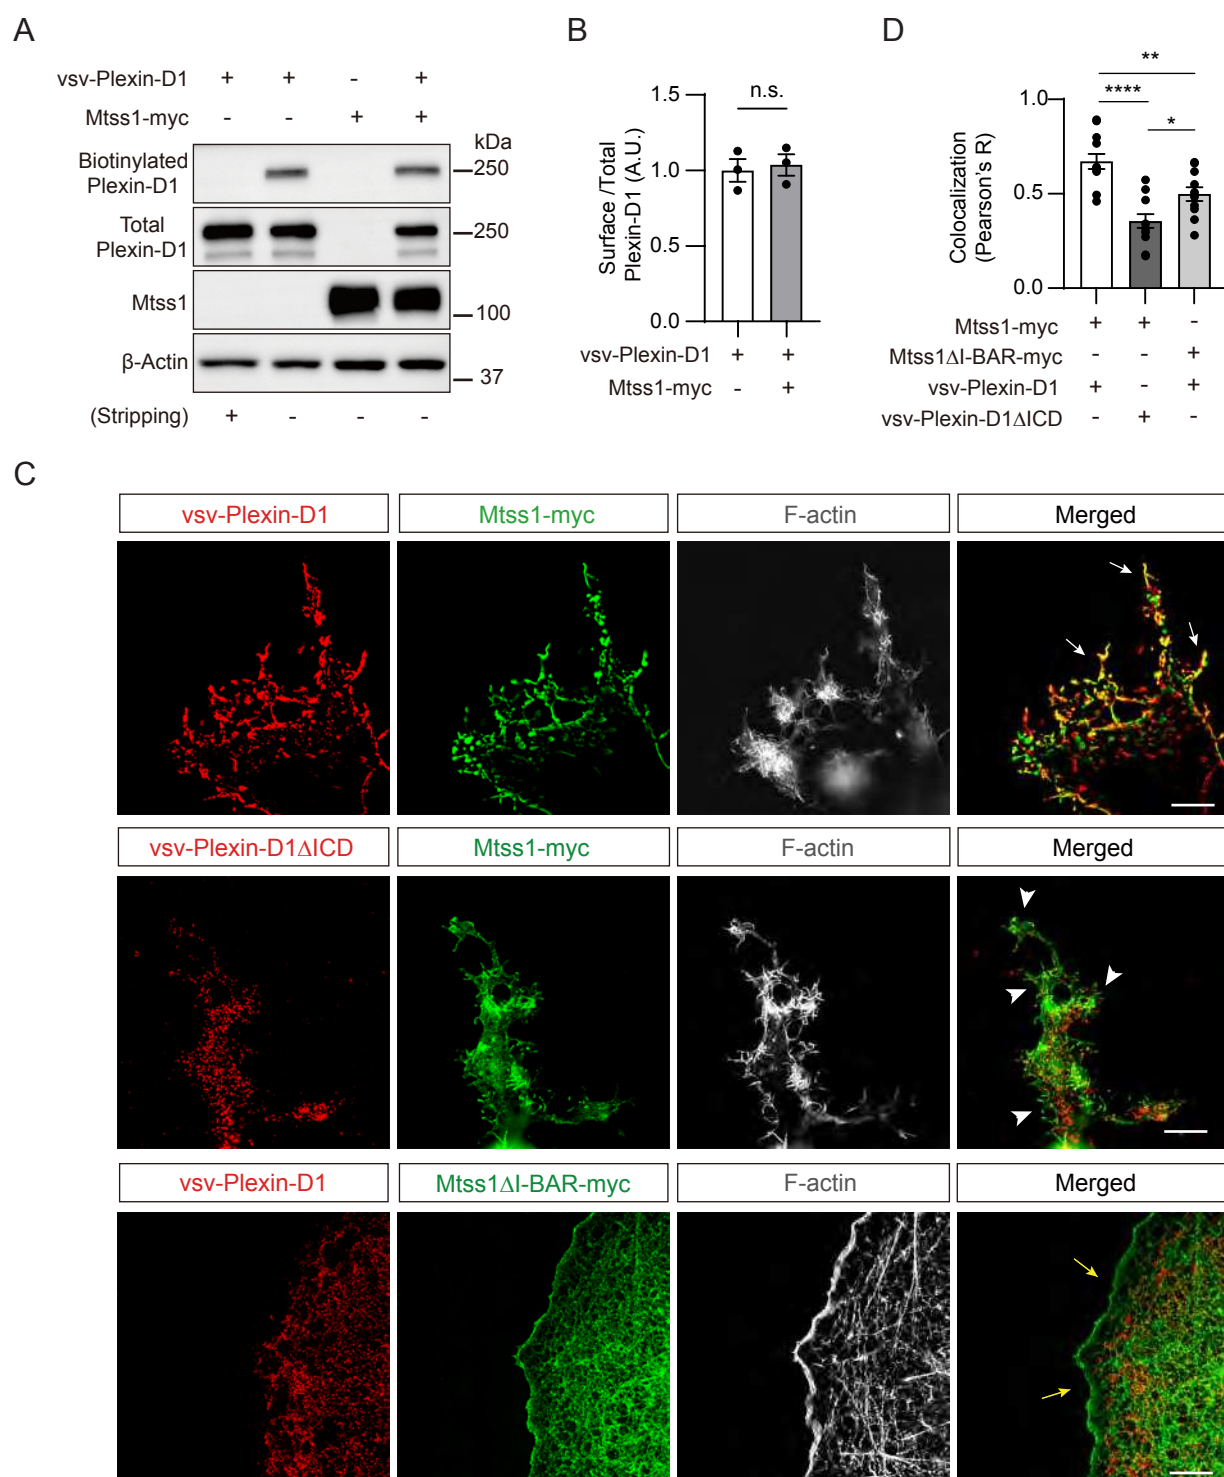 A
vsv-Plexin-D1 + + - +
Mtss1-myc - - + +
kDa
Biotinylated
Plexin-D1
250
Total
Plexin-D1
250
Mtss1
100
β-Actin
37
(Stripping) + - - -
B
Surface /Total
Plexin-D1 (A.U.)
1.5
1.0
0.5
0.0
n.s.
vsv-Plexin-D1 + +
Mtss1-myc - +
D
Colocalization
(Pearson's R)
1.0
0.5
0.0
**
****
*
Mtss1-myc + + -
Mtss1ΔI-BAR-myc - - +
vsv-Plexin-D1 + - +
vsv-Plexin-D1ΔICD - + -
C
vsv-Plexin-D1 Mtss1-myc F-actin Merged
vsv-Plexin-D1ΔICD Mtss1-myc F-actin Merged
vsv-Plexin-D1 Mtss1ΔI-BAR-myc F-actin Merged